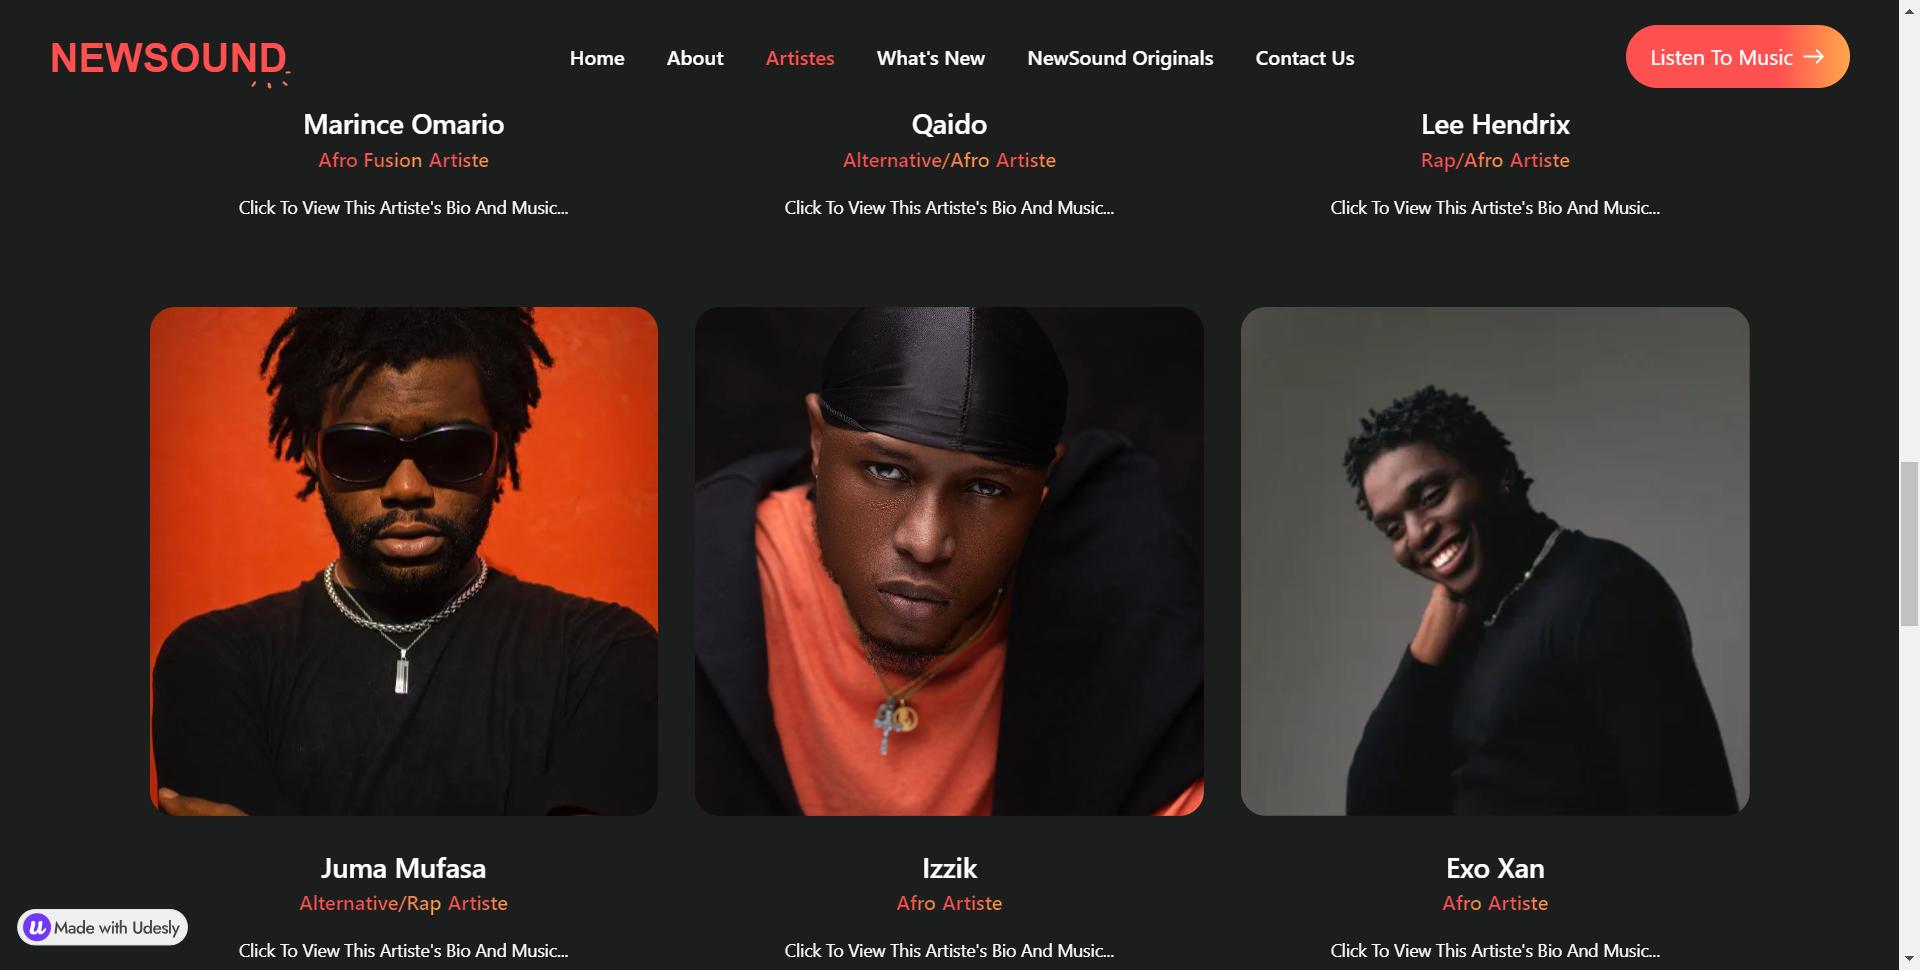 NEWSOUND
Home About Artistes What's New NewSound Originals Contact Us
Listen To Music →
Marince Omario
Afro Fusion Artiste
Click To View This Artiste's Bio And Music...
Qaido
Alternative/Afro Artiste
Click To View This Artiste's Bio And Music...
Lee Hendrix
Rap/Afro Artiste
Click To View This Artiste's Bio And Music...
Juma Mufasa
Alternative/Rap Artiste
Click To View This Artiste's Bio And Music...
Izzik
Afro Artiste
Click To View This Artiste's Bio And Music...
Exo Xan
Afro Artiste
Click To View This Artiste's Bio And Music...
u Made with Udesly